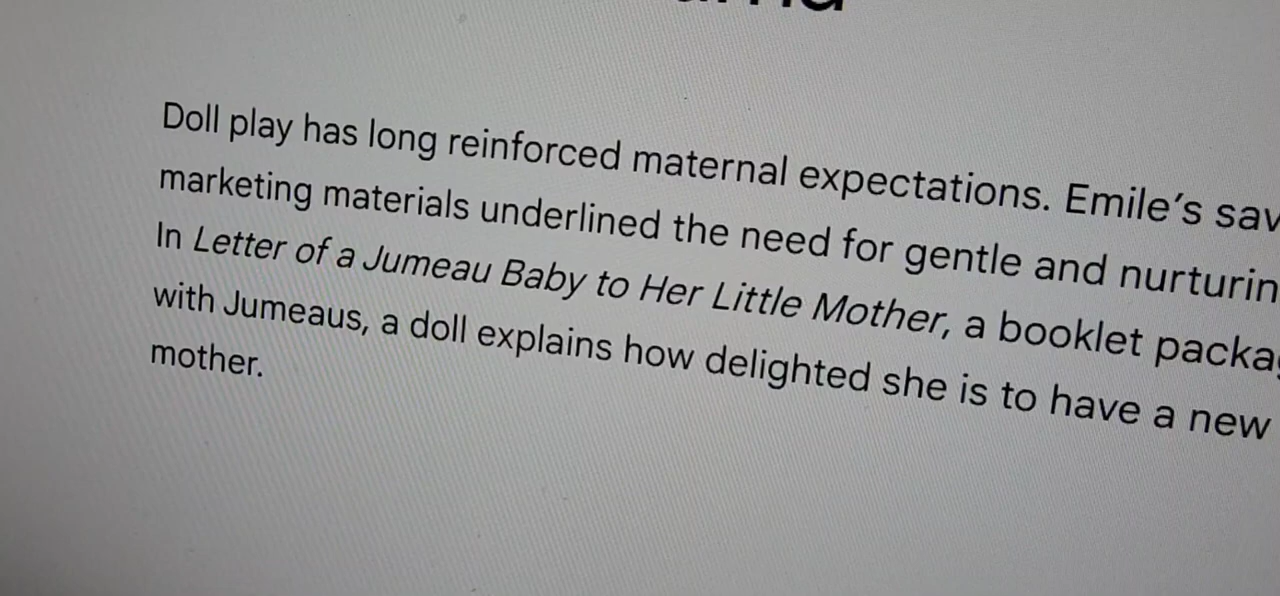 Doll play has long reinforced maternal expectations. Emile’s
marketing materials underlined the need for gentle and
In Letter of a Jumeau Baby to Her Little Mother, a booklet
with Jumeaus, a doll explains how delighted she is to have a new
mother.